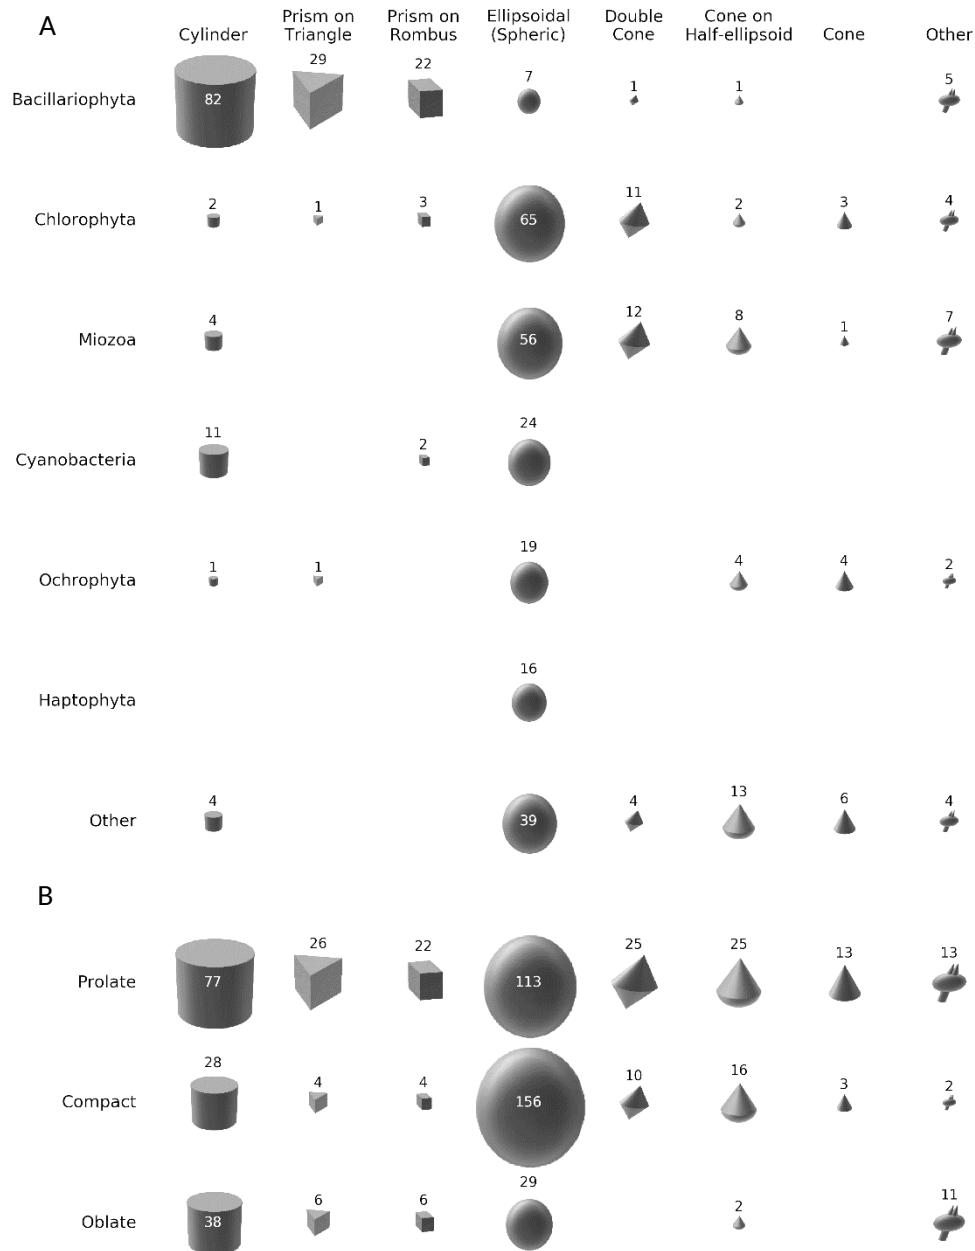 A
Cylinder Prism on Triangle Prism on Rombus Ellipsoidal (Spheric) Double Cone Cone on Half-ellipsoid Cone Other
Bacillariophyta 82 29 22 7 1 1 5
Chlorophyta 2 1 3 65 11 2 3 4
Miozoa 4 56 12 8 1 7
Cyanobacteria 11 2 24
Ochrophyta 1 1 19 4 4 2
Haptophyta 16
Other 4 39 4 13 6 4
B
Prolate 77 26 22 113 25 25 13 13
Compact 28 4 4 156 10 16 3 2
Oblate 38 6 6 29 2 11